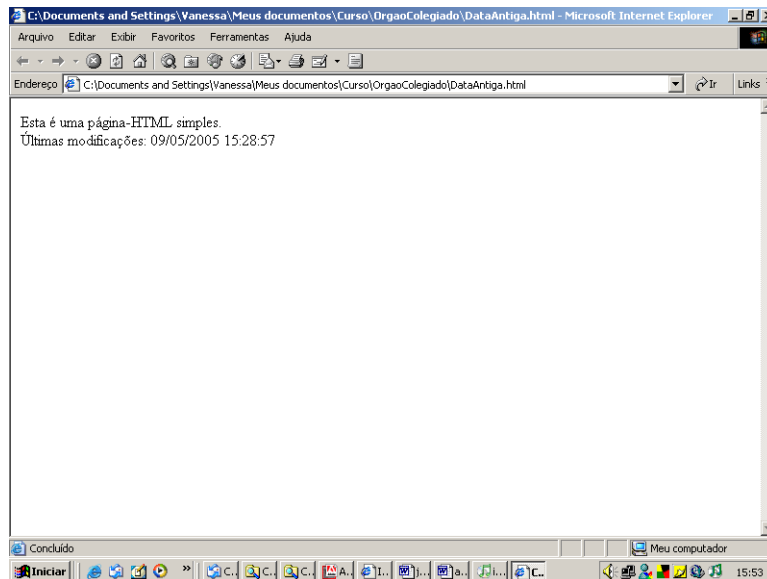 C:\Documents and Settings\Vanessa\Meus documentos\Curso\OrgaoColegiado\DataAntiga.html - Microsoft Internet Explorer
Arquivo Editar Exibir Favoritos Ferramentas Ajuda
Endereço C:\Documents and Settings\Vanessa\Meus documentos\Curso\OrgaoColegiado\DataAntiga.html Ir Links
Esta é uma página-HTML simples.
Últimas modificações: 09/05/2005 15:28:57
Concluído Meu computador
Iniciar » C.. C.. C.. A.. I.. j... a.. i... C.. 15:53